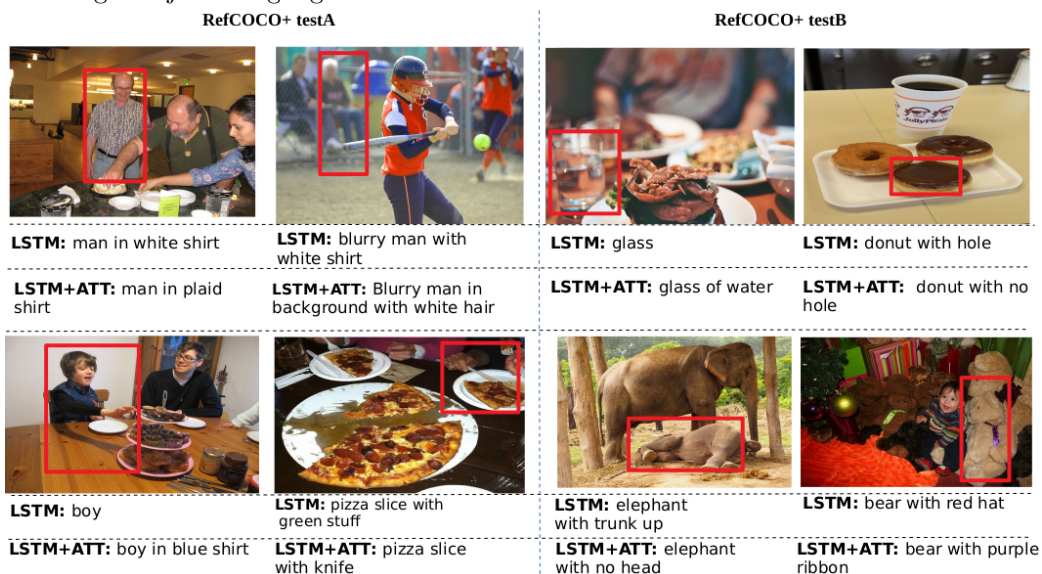 RefCOCO+ testA
RefCOCO+ testB
LSTM: man in white shirt
LSTM: blurry man with
white shirt
LSTM: glass
LSTM: donut with hole
LSTM+ATT: man in plaid
shirt
LSTM+ATT: Blurry man in
background with white hair
LSTM+ATT: glass of water
LSTM+ATT: donut with no
hole
LSTM: boy
LSTM: pizza slice with
green stuff
LSTM: elephant
with trunk up
LSTM: bear with red hat
LSTM+ATT: boy in blue shirt
LSTM+ATT: pizza slice
with knife
LSTM+ATT: elephant
with no head
LSTM+ATT: bear with purple
ribbon